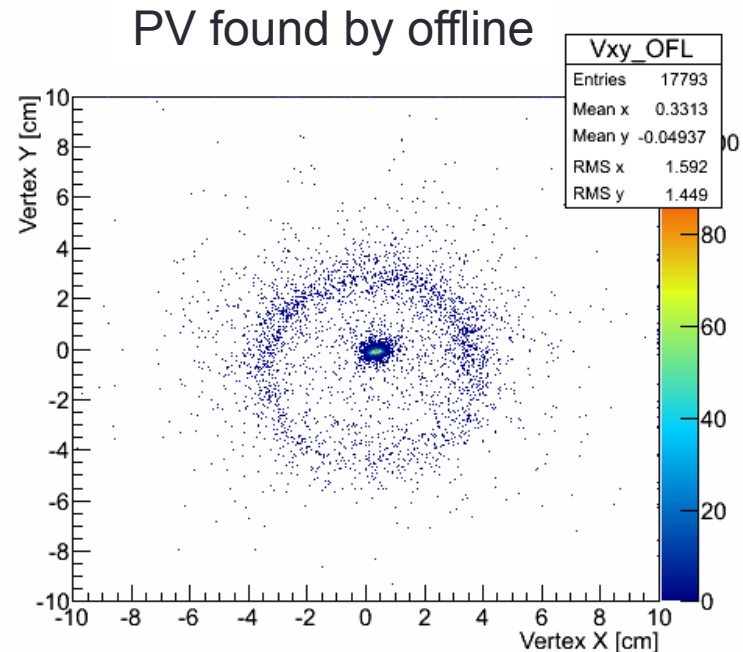 PV found by offline
Vxy_OFL
Entries 17793
Mean x 0.3313
Mean y -0.04937
RMS x 1.592
RMS y 1.449
Vertex Y [cm]
10
8
6
4
2
0
-2
-4
-6
-8
-10
-10 -8 -6 -4 -2 0 2 4 6 8 10
Vertex X [cm]
80
60
40
20
0